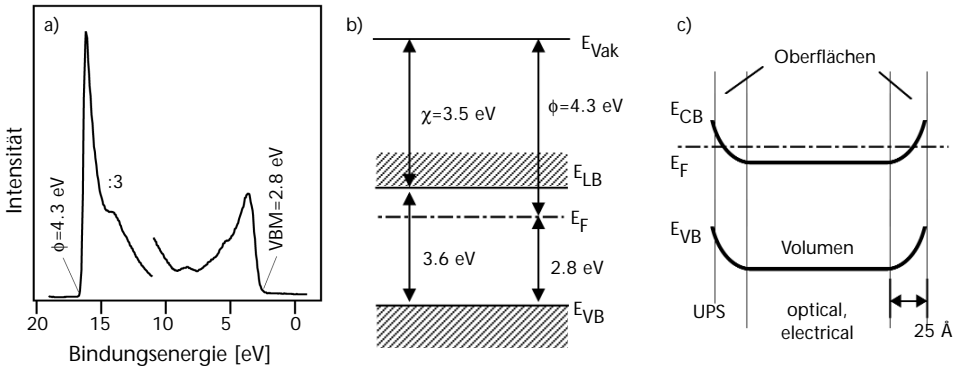 a)
Intensität
ϕ=4.3 eV
:3
VBM=2.8 eV
20 15 10 5 0
Bindungsenergie [eV]
b)
E_Vak
χ=3.5 eV
ϕ=4.3 eV
E_LB
E_F
3.6 eV
2.8 eV
E_VB
c)
Oberflächen
E_CB
E_F
E_VB
Volumen
UPS
optical,
electrical
25 Å